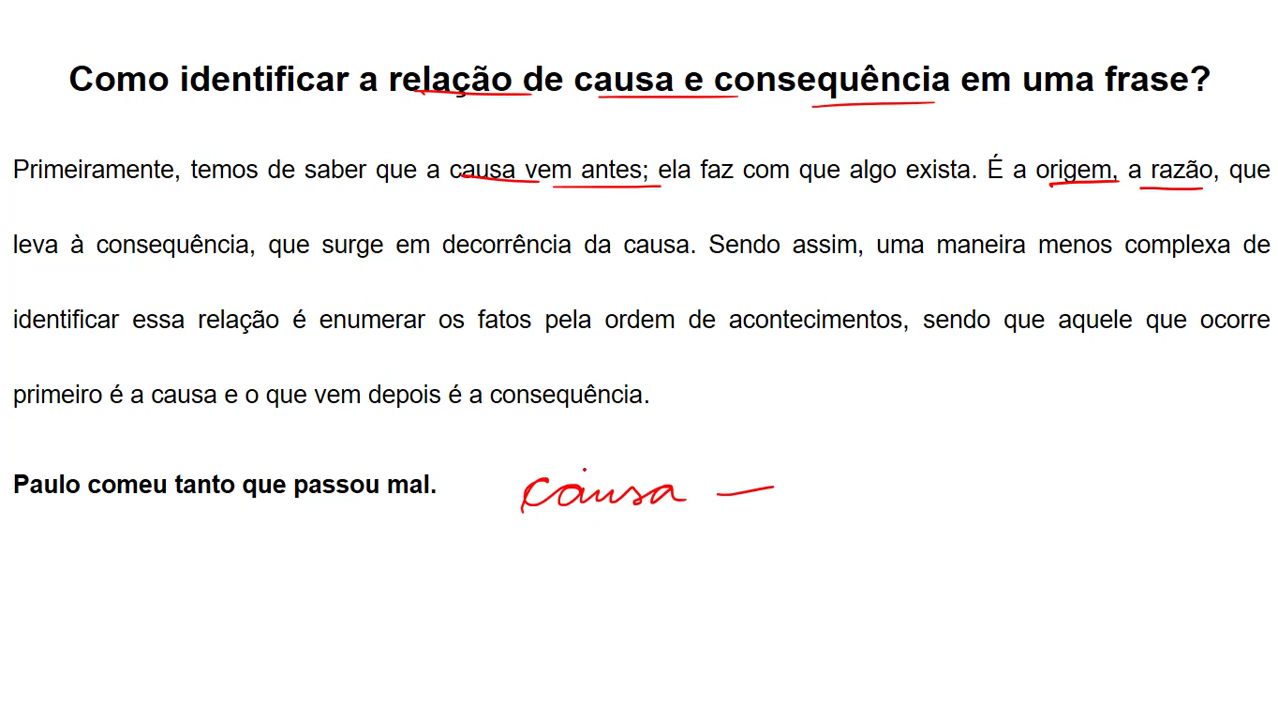 Como identificar a relação de causa e consequência em uma frase?
Primeiramente, temos de saber que a causa vem antes; ela faz com que algo exista. É a origem, a razão, que
leva à consequência, que surge em decorrência da causa. Sendo assim, uma maneira menos complexa de
identificar essa relação é enumerar os fatos pela ordem de acontecimentos, sendo que aquele que ocorre
primeiro é a causa e o que vem depois é a consequência.
Paulo comeu tanto que passou mal. causa —